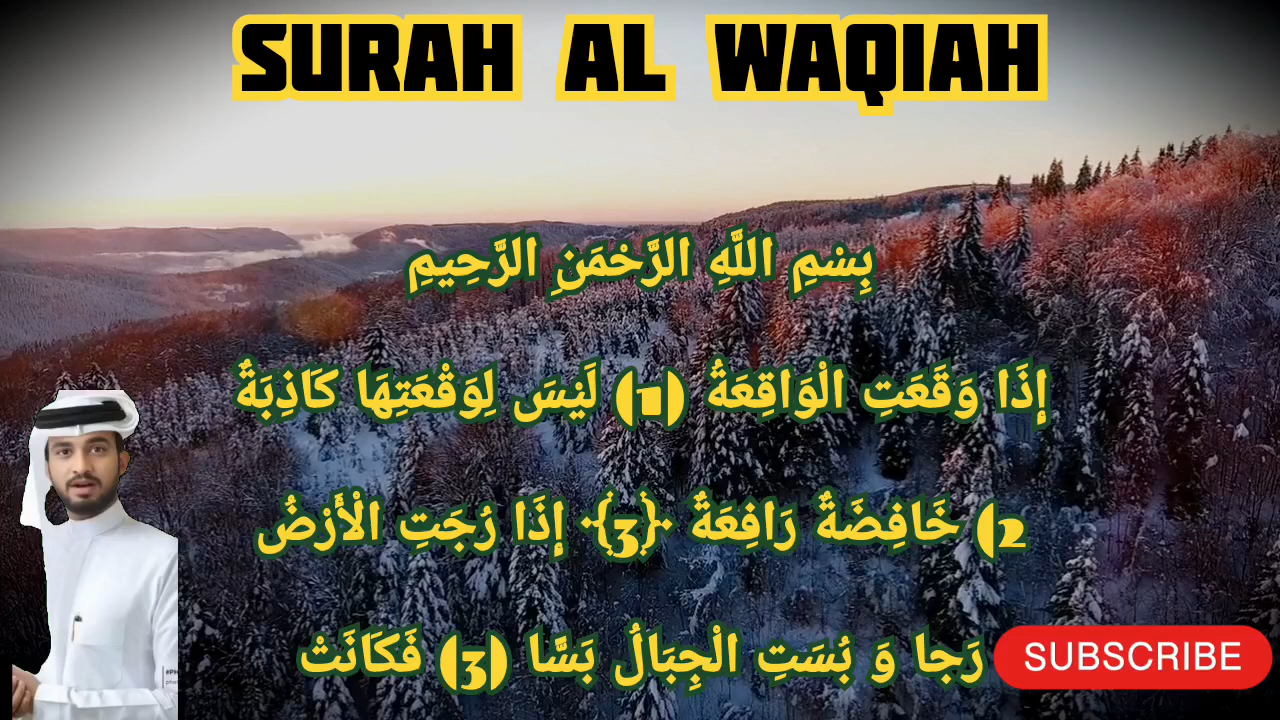 SURAH AL WAQIAH
بِسْمِ اللَّهِ الرَّحْمَنِ الرَّحِيمِ
إِذَا وَقَعَتِ الْوَاقِعَةُ (1) لَيْسَ لِوَقْعَتِهَا كَاذِبَةٌ
2) خَافِضَةٌ رَافِعَةٌ {3} إِذَا رُجَتِ الْأَرْضُ
رَجا وَ بُسَتِ الْجِبَالُ بَسَّا (3) فَكَانَتْ
SUBSCRIBE